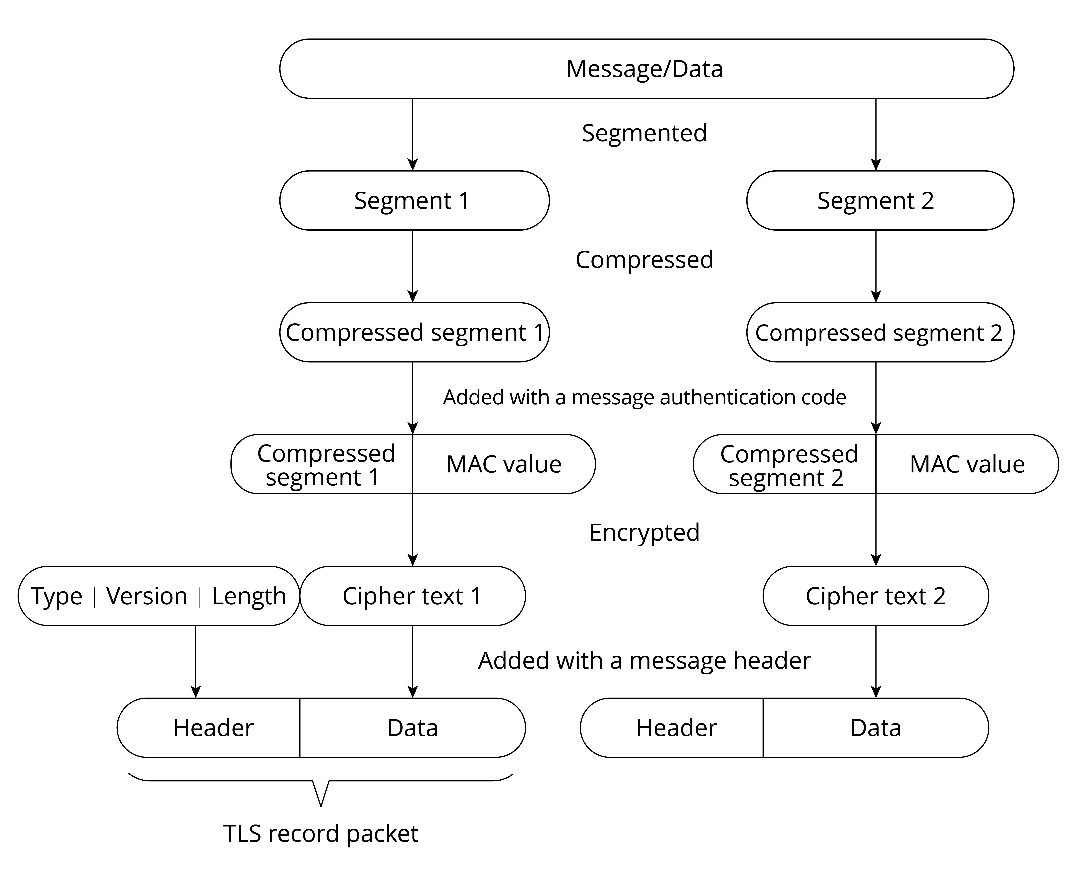 Message/Data
Segmented
Segment 1
Segment 2
Compressed
Compressed segment 1
Compressed segment 2
Added with a message authentication code
Compressed
segment 1
MAC value
Compressed
segment 2
MAC value
Encrypted
Type | Version | Length
Cipher text 1
Cipher text 2
Added with a message header
Header
Data
Header
Data
TLS record packet